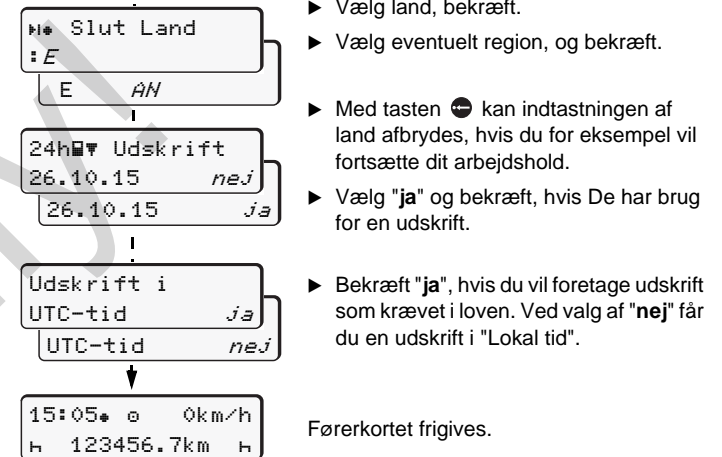 ► Vælg land, bekræft.
Slut Land
:E
► Vælg eventuelt region, og bekræft.
E AN
► Med tasten kan indtastningen af
land afbrydes, hvis du for eksempel vil
fortsætte dit arbejdshold.
24h Udskrift
26.10.15 nej
26.10.15 ja
► Vælg "ja" og bekræft, hvis De har brug
for en udskrift.
Udskrift i
UTC-tid ja
UTC-tid nej
► Bekræft "ja", hvis du vil foretage udskrift
som krævet i loven. Ved valg af "nej" får
du en udskrift i "Lokal tid".
15:05 0km/h
123456.7km
Førerkortet frigives.